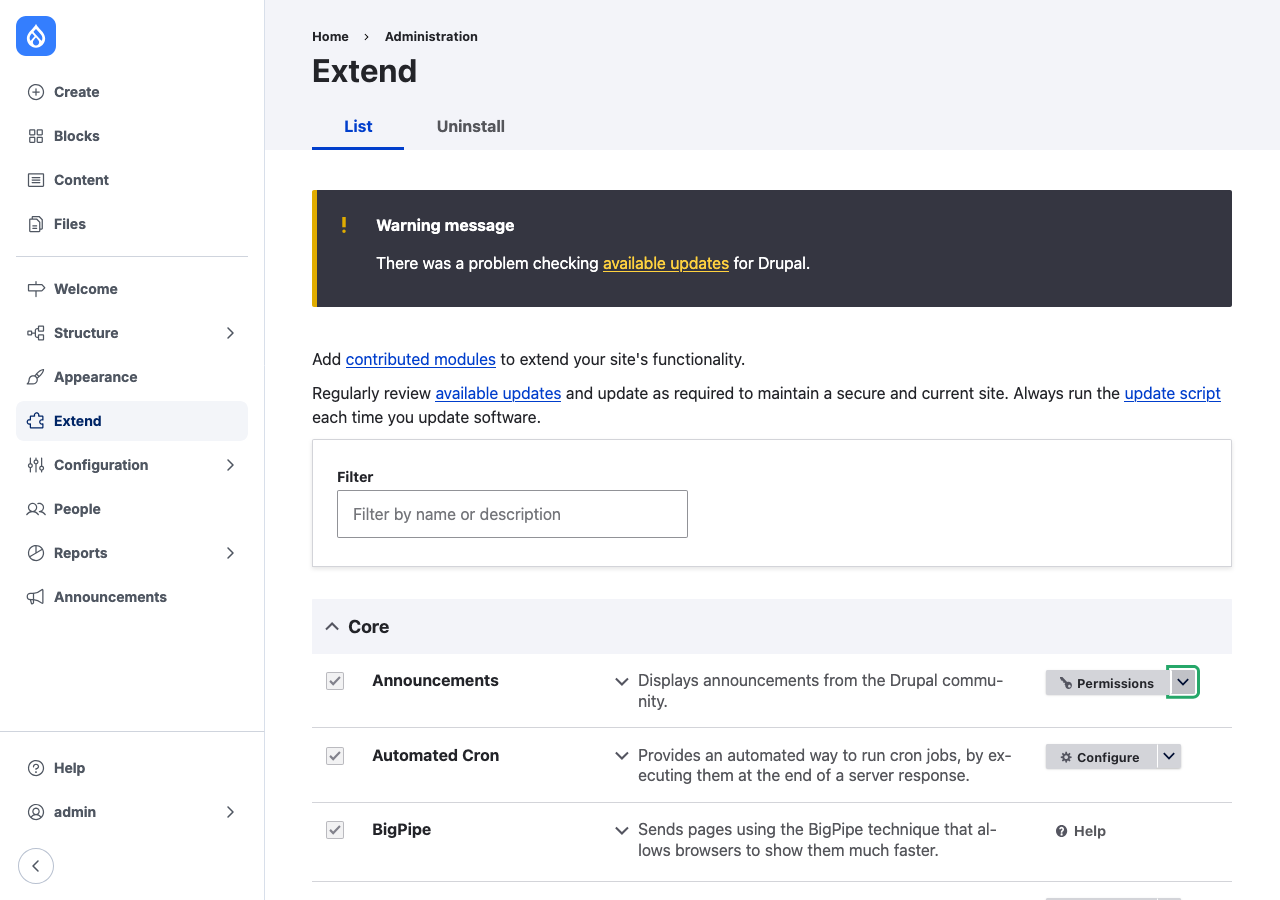 Create
Blocks
Content
Files
Welcome
Structure
Appearance
Extend
Configuration
People
Reports
Announcements
Help
admin
Home › Administration
Extend
List Uninstall
Warning message
There was a problem checking available updates for Drupal.
Add contributed modules to extend your site's functionality.
Regularly review available updates and update as required to maintain a secure and current site. Always run the update script
each time you update software.
Filter
Filter by name or description
Core
Announcements
Displays announcements from the Drupal commu-
nity.
Permissions
Automated Cron
Provides an automated way to run cron jobs, by ex-
ecuting them at the end of a server response.
Configure
BigPipe
Sends pages using the BigPipe technique that al-
lows browsers to show them much faster.
Help